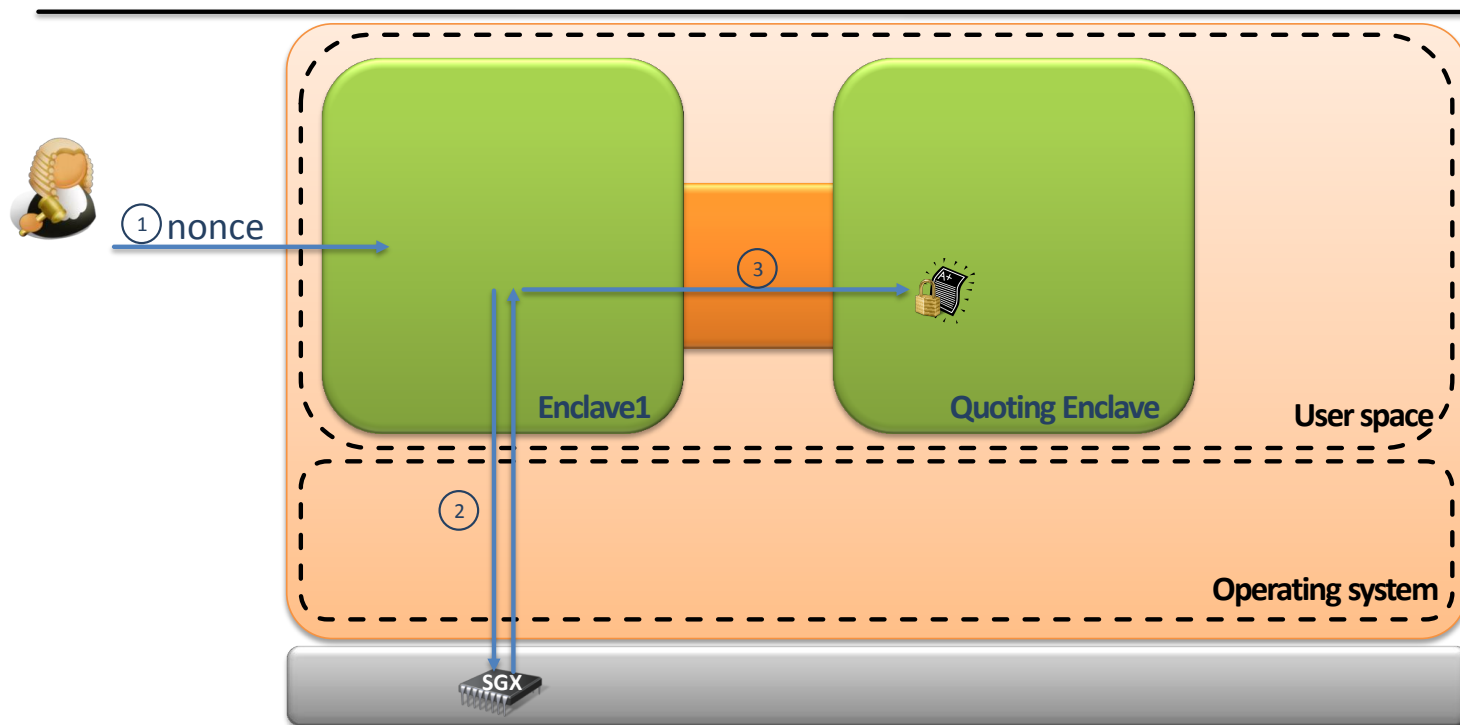 1 nonce
3
A+
Enclave1
Quoting Enclave
User space
2
Operating system
SGX